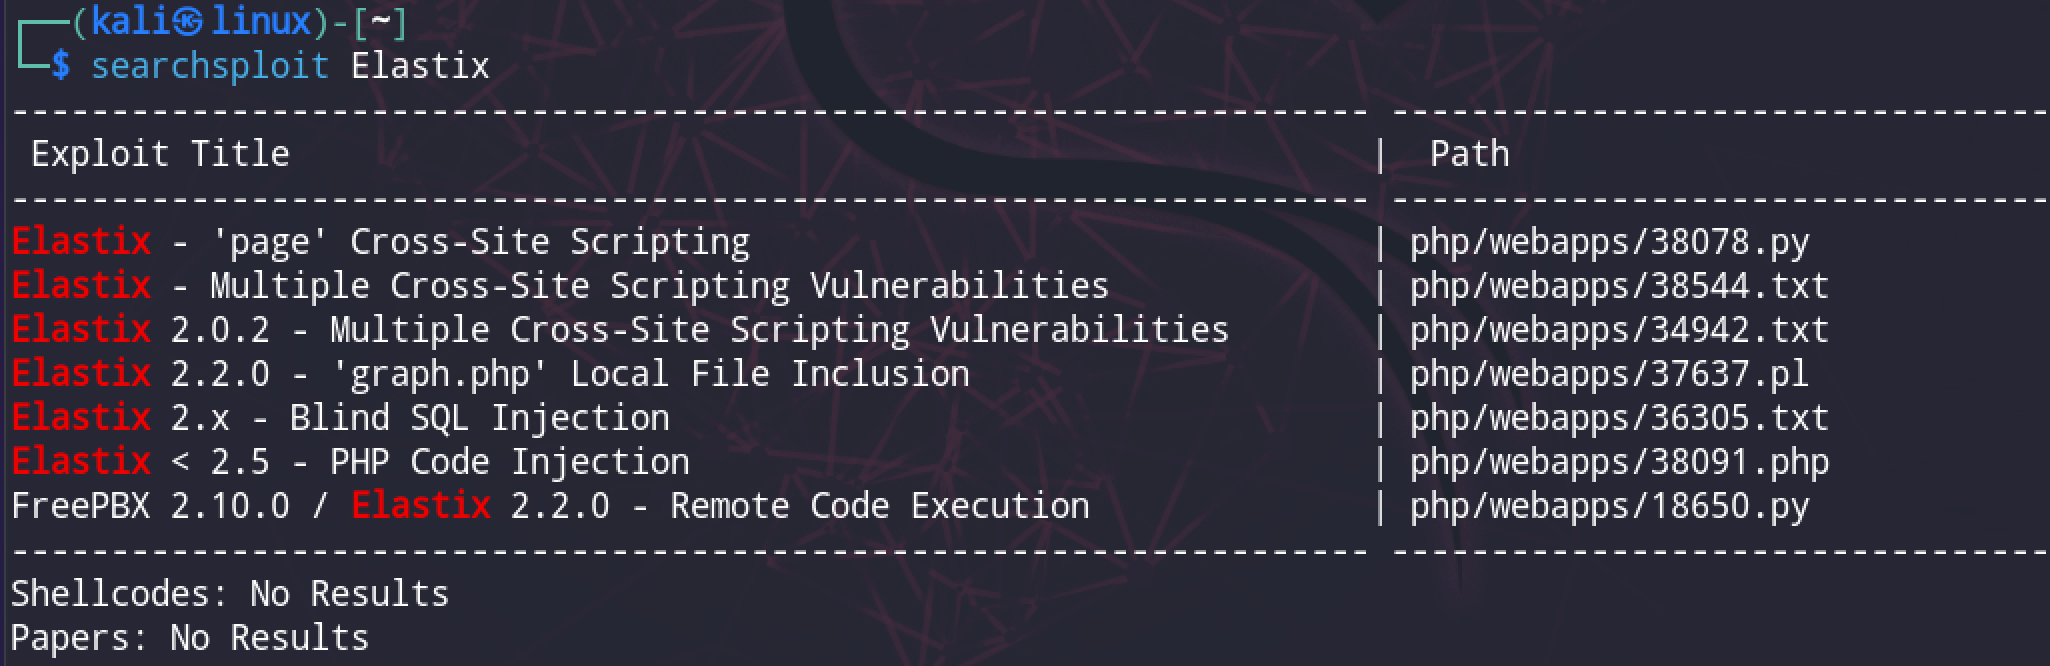 ┌──(kali㉿linux)-[~]
└─$ searchsploit Elastix
-------------------------------------------------------------------- ---------------------------------
 Exploit Title                                                      |  Path
-------------------------------------------------------------------- ---------------------------------
Elastix - 'page' Cross-Site Scripting                               | php/webapps/38078.py
Elastix - Multiple Cross-Site Scripting Vulnerabilities             | php/webapps/38544.txt
Elastix 2.0.2 - Multiple Cross-Site Scripting Vulnerabilities       | php/webapps/34942.txt
Elastix 2.2.0 - 'graph.php' Local File Inclusion                    | php/webapps/37637.pl
Elastix 2.x - Blind SQL Injection                                   | php/webapps/36305.txt
Elastix < 2.5 - PHP Code Injection                                  | php/webapps/38091.php
FreePBX 2.10.0 / Elastix 2.2.0 - Remote Code Execution              | php/webapps/18650.py
-------------------------------------------------------------------- ---------------------------------
Shellcodes: No Results
Papers: No Results